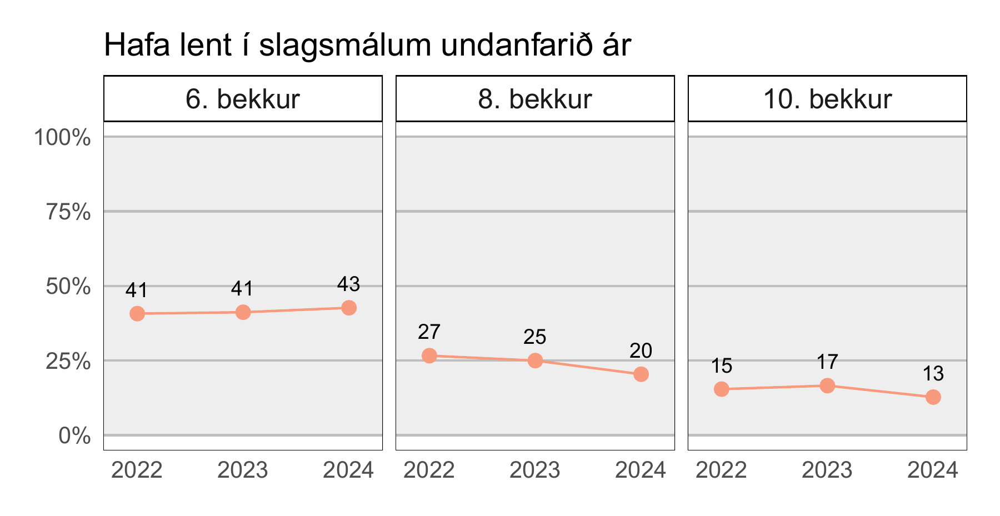 Hafa lent í slagsmálum undanfarið ár
6. bekkur 8. bekkur 10. bekkur
100%
75%
50%
25%
0%
41 41 43
27 25 20
15 17 13
2022 2023 2024 2022 2023 2024 2022 2023 2024